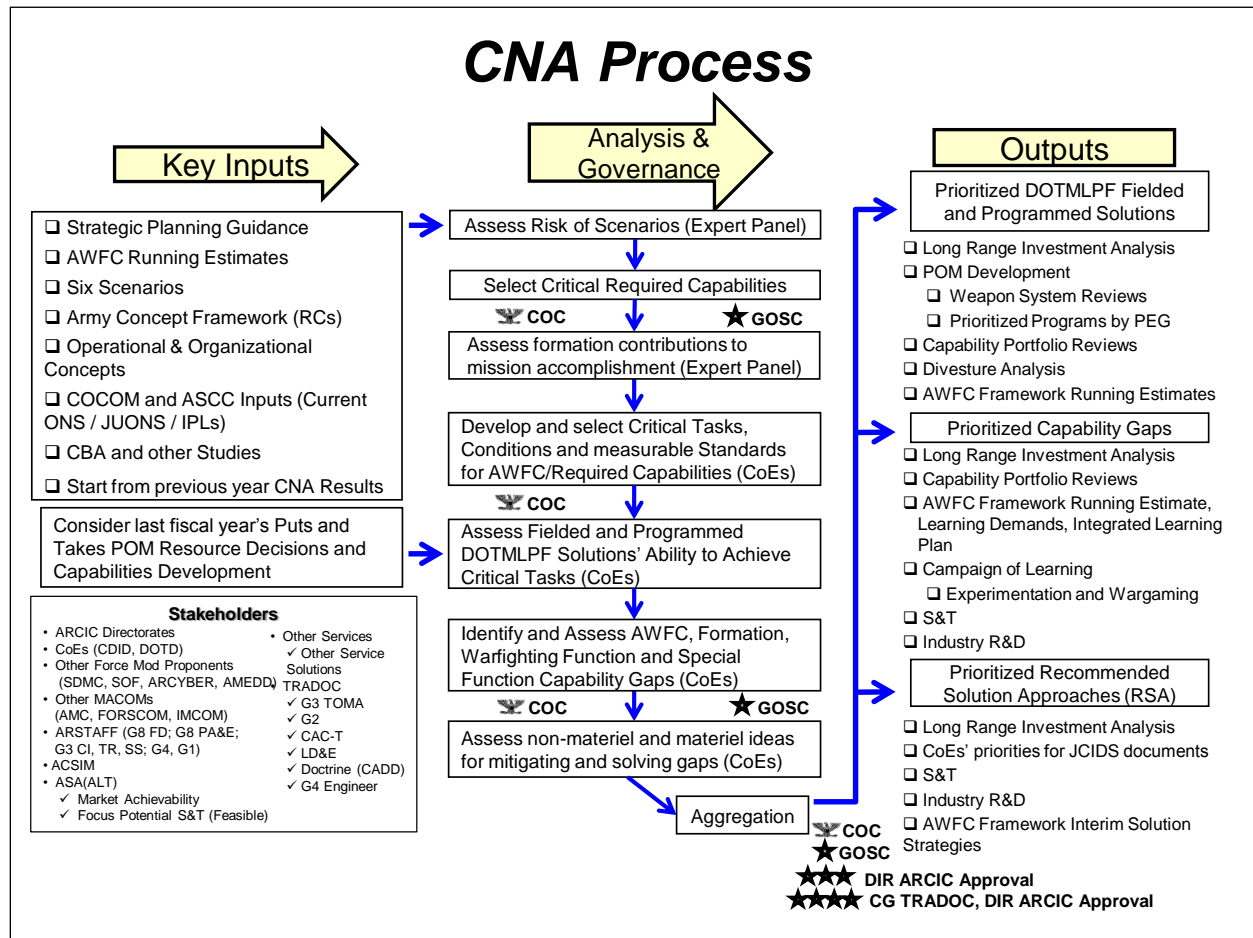 CNA Process
Key Inputs
❑ Strategic Planning Guidance
❑ AWFC Running Estimates
❑ Six Scenarios
❑ Army Concept Framework (RCs)
❑ Operational & Organizational
Concepts
❑ COCOM and ASCC Inputs (Current
ONS / JUONS / IPLs)
❑ CBA and other Studies
❑ Start from previous year CNA Results
Consider last fiscal year's Puts and
Takes POM Resource Decisions and
Capabilities Development
Stakeholders
• ARCIC Directorates
• CoEs (CDID, DOTD)
• Other Force Mod Proponents
(SDMC, SOF, ARCYBER, AMEDD)
• Other MACOMs
(AMC, FORSCOM, IMCOM)
• ARSTAFF (G8 FD; G8 PA&E;
G3 CI, TR, SS; G4, G1)
• ACSIM
• ASA(ALT)
✓ Market Achievability
✓ Focus Potential S&T (Feasible)
• Other Services
✓ Other Service
Solutions
• TRADOC
✓ G3 TOMA
✓ G2
✓ CAC-T
✓ LD&E
✓ Doctrine (CADD)
✓ G4 Engineer
Analysis &
Governance
Assess Risk of Scenarios (Expert Panel)
Select Critical Required Capabilities
COC GOSC
Assess formation contributions to
mission accomplishment (Expert Panel)
Develop and select Critical Tasks,
Conditions and measurable Standards
for AWFC/Required Capabilities (CoEs)
COC
Assess Fielded and Programmed
DOTMLPF Solutions' Ability to Achieve
Critical Tasks (CoEs)
Identify and Assess AWFC, Formation,
Warfighting Function and Special
Function Capability Gaps (CoEs)
COC GOSC
Assess non-materiel and materiel ideas
for mitigating and solving gaps (CoEs)
Aggregation
COC
GOSC
DIR ARCIC Approval
CG TRADOC, DIR ARCIC Approval
Outputs
Prioritized DOTMLPF Fielded
and Programmed Solutions
❑ Long Range Investment Analysis
❑ POM Development
❑ Weapon System Reviews
❑ Prioritized Programs by PEG
❑ Capability Portfolio Reviews
❑ Divesture Analysis
❑ AWFC Framework Running Estimates
Prioritized Capability Gaps
❑ Long Range Investment Analysis
❑ Capability Portfolio Reviews
❑ AWFC Framework Running Estimate,
Learning Demands, Integrated Learning
Plan
❑ Campaign of Learning
❑ Experimentation and Wargaming
❑ S&T
❑ Industry R&D
Prioritized Recommended
Solution Approaches (RSA)
❑ Long Range Investment Analysis
❑ CoEs' priorities for JCIDS documents
❑ S&T
❑ Industry R&D
❑ AWFC Framework Interim Solution
Strategies